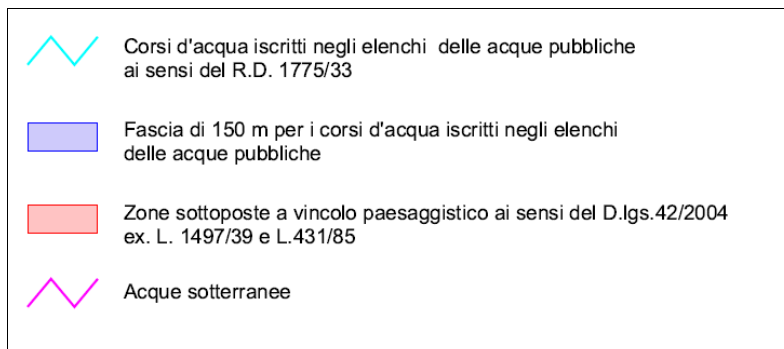 Corsi d'acqua iscritti negli elenchi  delle acque pubbliche
ai sensi del R.D. 1775/33
Fascia di 150 m per i corsi d'acqua iscritti negli elenchi
delle acque pubbliche
Zone sottoposte a vincolo paesaggistico ai sensi del D.lgs.42/2004
ex. L. 1497/39 e L.431/85
Acque sotterranee